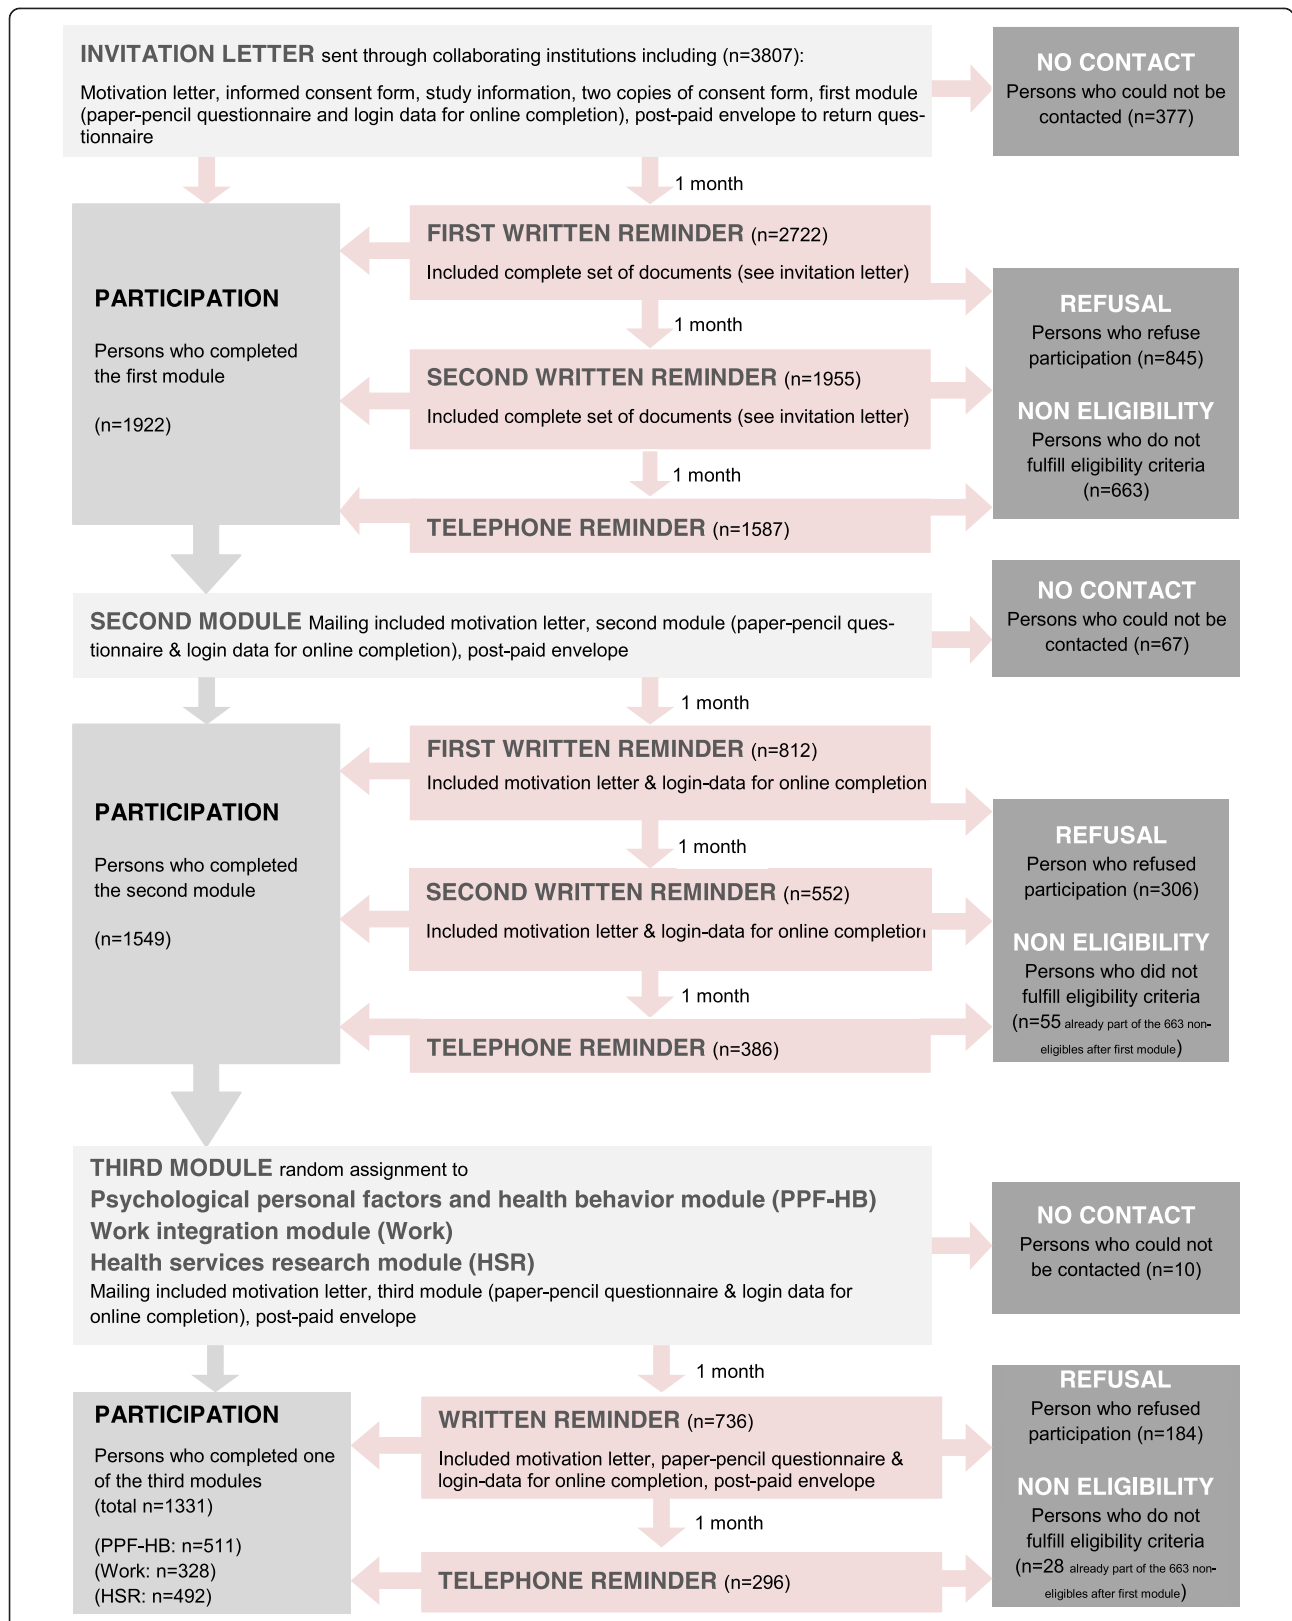 INVITATION LETTER sent through collaborating institutions including (n=3807):
Motivation letter, informed consent form, study information, two copies of consent form, first module
(paper-pencil questionnaire and login data for online completion), post-paid envelope to return ques-
tionnaire
NO CONTACT
Persons who could not be
contacted (n=377)
1 month
PARTICIPATION
Persons who completed
the first module
(n=1922)
FIRST WRITTEN REMINDER (n=2722)
Included complete set of documents (see invitation letter)
1 month
SECOND WRITTEN REMINDER (n=1955)
Included complete set of documents (see invitation letter)
1 month
TELEPHONE REMINDER (n=1587)
REFUSAL
Persons who refuse
participation (n=845)
NON ELIGIBILITY
Persons who do not
fulfill eligibility criteria
(n=663)
SECOND MODULE Mailing included motivation letter, second module (paper-pencil ques-
tionnaire & login data for online completion), post-paid envelope
NO CONTACT
Persons who could not be
contacted (n=67)
1 month
PARTICIPATION
Persons who completed
the second module
(n=1549)
FIRST WRITTEN REMINDER (n=812)
Included motivation letter & login-data for online completion
1 month
SECOND WRITTEN REMINDER (n=552)
Included motivation letter & login-data for online completion
1 month
TELEPHONE REMINDER (n=386)
REFUSAL
Person who refused
participation (n=306)
NON ELIGIBILITY
Persons who did not
fulfill eligibility criteria
(n=55 already part of the 663 non-
eligibles after first module)
THIRD MODULE random assignment to
Psychological personal factors and health behavior module (PPF-HB)
Work integration module (Work)
Health services research module (HSR)
Mailing included motivation letter, third module (paper-pencil questionnaire & login data for
online completion), post-paid envelope
NO CONTACT
Persons who could not
be contacted (n=10)
1 month
PARTICIPATION
Persons who completed one
of the third modules
(total n=1331)
(PPF-HB: n=511)
(Work: n=328)
(HSR: n=492)
WRITTEN REMINDER (n=736)
Included motivation letter, paper-pencil questionnaire &
login-data for online completion, post-paid envelope
1 month
TELEPHONE REMINDER (n=296)
REFUSAL
Person who refused
participation (n=184)
NON ELIGIBILITY
Persons who do not
fulfill eligibility criteria
(n=28 already part of the 663 non-
eligibles after first module)